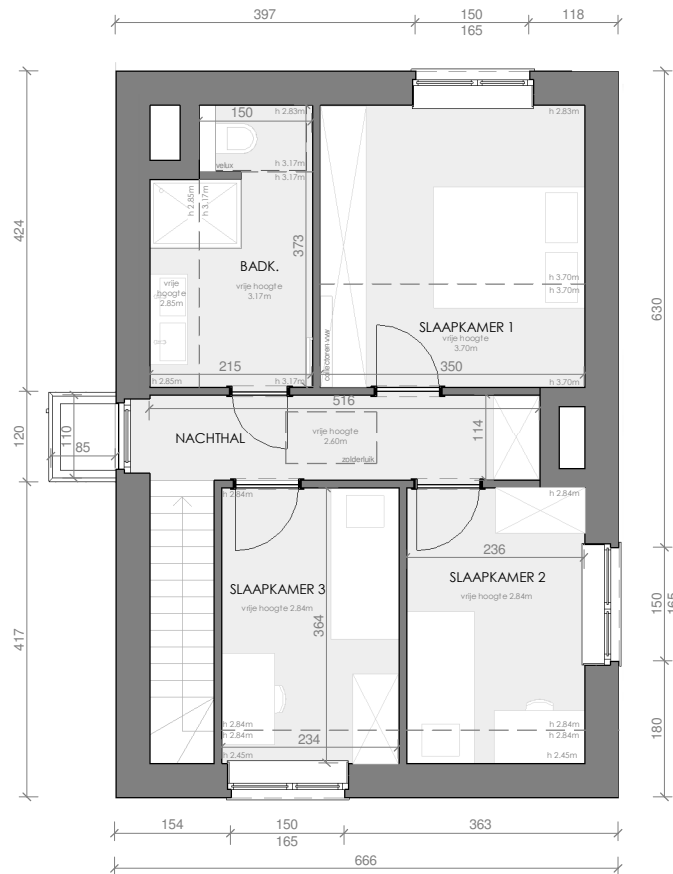 397
150
118
165
150
h 2.83m
h 2.83m
velux
h 3.17m
h 3.17m
h 2.85m
h 3.17m
424
373
630
BADK.
vrije hoogte
3.17m
vrije
hoogte
2.85m
h 3.70m
h 3.70m
SLAAPKAMER 1
vrije hoogte
3.70m
collectoren vvw
215
350
h 2.85m
h 3.17m
h 3.70m
516
120
110
85
NACHTHAL
vrije hoogte
2.60m
zolderluik
114
h 2.84m
h 2.84m
236
SLAAPKAMER 3
vrije hoogte 2.84m
SLAAPKAMER 2
vrije hoogte 2.84m
364
150
165
417
h 2.84m
h 2.84m
h 2.84m
h 2.84m
234
h 2.45m
h 2.45m
180
154
150
363
165
666